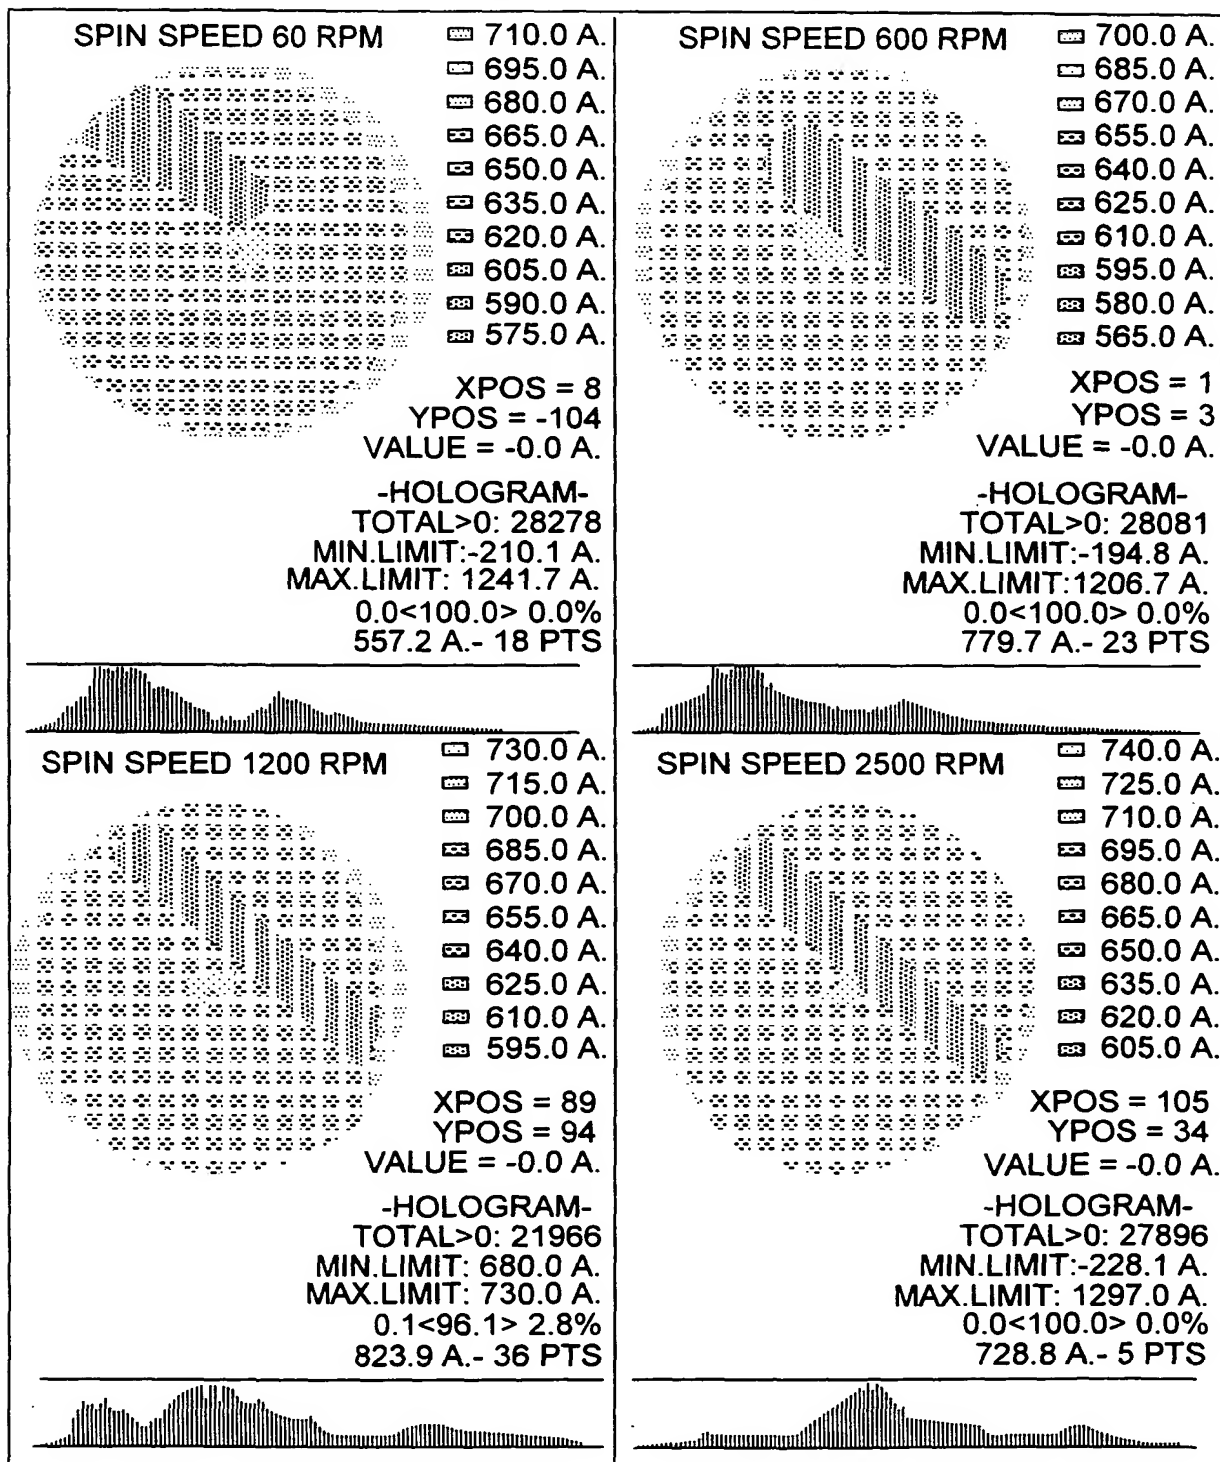 SPIN SPEED 60 RPM
710.0 A.
695.0 A.
680.0 A.
665.0 A.
650.0 A.
635.0 A.
620.0 A.
605.0 A.
590.0 A.
575.0 A.
XPOS = 8
YPOS = -104
VALUE = -0.0 A.
-HOLOGRAM-
TOTAL>0: 28278
MIN.LIMIT:-210.1 A.
MAX.LIMIT: 1241.7 A.
0.0<100.0> 0.0%
557.2 A.- 18 PTS
SPIN SPEED 600 RPM
700.0 A.
685.0 A.
670.0 A.
655.0 A.
640.0 A.
625.0 A.
610.0 A.
595.0 A.
580.0 A.
565.0 A.
XPOS = 1
YPOS = 3
VALUE = -0.0 A.
-HOLOGRAM-
TOTAL>0: 28081
MIN.LIMIT:-194.8 A.
MAX.LIMIT:1206.7 A.
0.0<100.0> 0.0%
779.7 A.- 23 PTS
SPIN SPEED 1200 RPM
730.0 A.
715.0 A.
700.0 A.
685.0 A.
670.0 A.
655.0 A.
640.0 A.
625.0 A.
610.0 A.
595.0 A.
XPOS = 89
YPOS = 94
VALUE = -0.0 A.
-HOLOGRAM-
TOTAL>0: 21966
MIN.LIMIT: 680.0 A.
MAX.LIMIT: 730.0 A.
0.1<96.1> 2.8%
823.9 A.- 36 PTS
SPIN SPEED 2500 RPM
740.0 A.
725.0 A.
710.0 A.
695.0 A.
680.0 A.
665.0 A.
650.0 A.
635.0 A.
620.0 A.
605.0 A.
XPOS = 105
YPOS = 34
VALUE = -0.0 A.
-HOLOGRAM-
TOTAL>0: 27896
MIN.LIMIT:-228.1 A.
MAX.LIMIT: 1297.0 A.
0.0<100.0> 0.0%
728.8 A.- 5 PTS